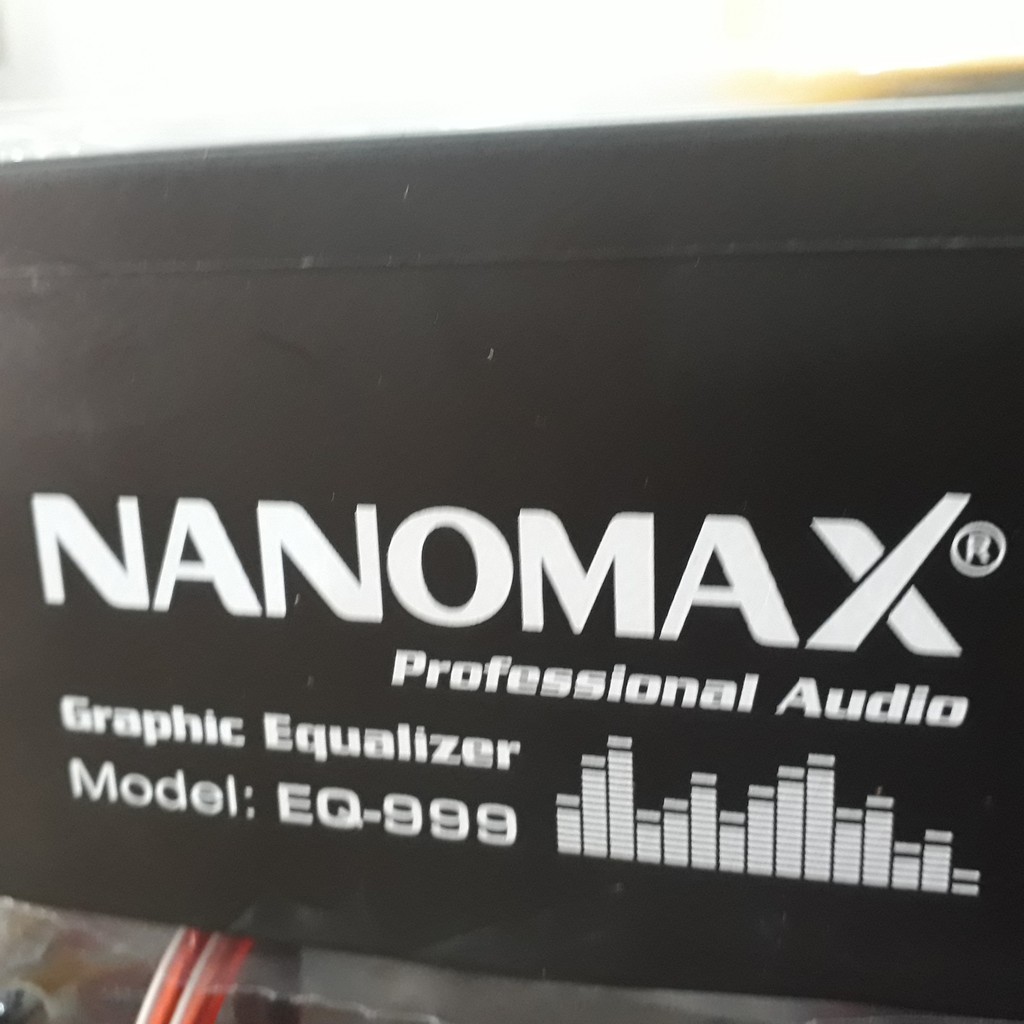 NANOMAX®
Professional Audio
Graphic Equalizer
Model: EQ-999